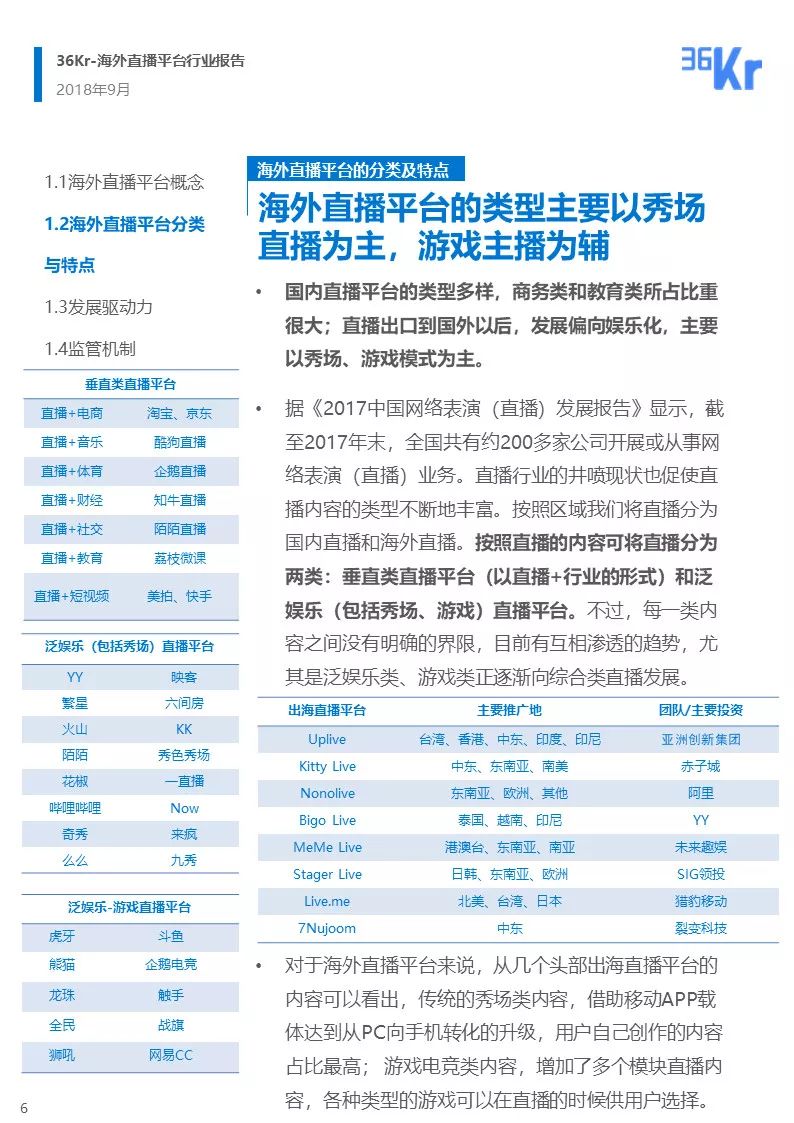 36Kr-海外直播平台行业报告
2018年9月
36Kr
1.1海外直播平台概念
1.2海外直播平台分类
与特点
1.3发展驱动力
1.4监管机制
垂直类直播平台
直播+电商 淘宝、京东
直播+音乐 酷狗直播
直播+体育 企鹅直播
直播+财经 知牛直播
直播+社交 陌陌直播
直播+教育 荔枝微课
直播+短视频 美拍、快手
泛娱乐（包括秀场）直播平台
YY 映客
繁星 六间房
火山 KK
陌陌 秀色秀场
花椒 一直播
哔哩哔哩 Now
奇秀 来疯
么么 九秀
泛娱乐-游戏直播平台
虎牙 斗鱼
熊猫 企鹅电竞
龙珠 触手
全民 战旗
狮吼 网易CC
海外直播平台的分类及特点
海外直播平台的类型主要以秀场
直播为主，游戏主播为辅
• 国内直播平台的类型多样，商务类和教育类所占比重
很大；直播出口到国外以后，发展偏向娱乐化，主要
以秀场、游戏模式为主。
• 据《2017中国网络表演（直播）发展报告》显示，截
至2017年末，全国共有约200多家公司开展或从事网
络表演（直播）业务。直播行业的井喷现状也促使直
播内容的类型不断地丰富。按照区域我们将直播分为
国内直播和海外直播。按照直播的内容可将直播分为
两类：垂直类直播平台（以直播+行业的形式）和泛
娱乐（包括秀场、游戏）直播平台。不过，每一类内
容之间没有明确的界限，目前有互相渗透的趋势，尤
其是泛娱乐类、游戏类正逐渐向综合类直播发展。
出海直播平台 主要推广地 团队/主要投资
Uplive 台湾、香港、中东、印度、印尼 亚洲创新集团
Kitty Live 中东、东南亚、南美 赤子城
Nonolive 东南亚、欧洲、其他 阿里
Bigo Live 泰国、越南、印尼 YY
MeMe Live 港澳台、东南亚、南亚 未来趣娱
Stager Live 日韩、东南亚、欧洲 SIG领投
Live.me 北美、台湾、日本 猎豹移动
7Nujoom 中东 裂变科技
• 对于海外直播平台来说，从几个头部出海直播平台的
内容可以看出，传统的秀场类内容，借助移动APP载
体达到从PC向手机转化的升级，用户自己创作的内容
占比最高； 游戏电竞类内容，增加了多个模块直播内
容，各种类型的游戏可以在直播的时候供用户选择。
6